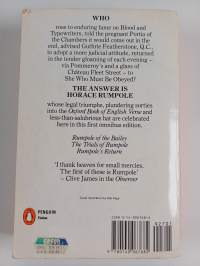 WHO
rose to enduring fame on Blood and
Typewriters, told the pregnant Portia of
the Chambers it would come out in the
end, advised Guthrie Featherstone, Q.C.,
to adopt a more judicial attitude, returned
in the tender gloaming of each evening –
via Pommeroy's and a glass of
Château Fleet Street – to
She Who Must Be Obeyed?
THE ANSWER IS
HORACE RUMPOLE
whose legal triumphs, plundering sorties
into the Oxford Book of English Verse and
less-than-salubrious hat are celebrated
here in this first omnibus edition.
Rumpole of the Bailey
The Trials of Rumpole
Rumpole's Return
'I thank heaven for small mercies.
The first of these is Rumpole'
– Clive James in the Observer
PENGUIN